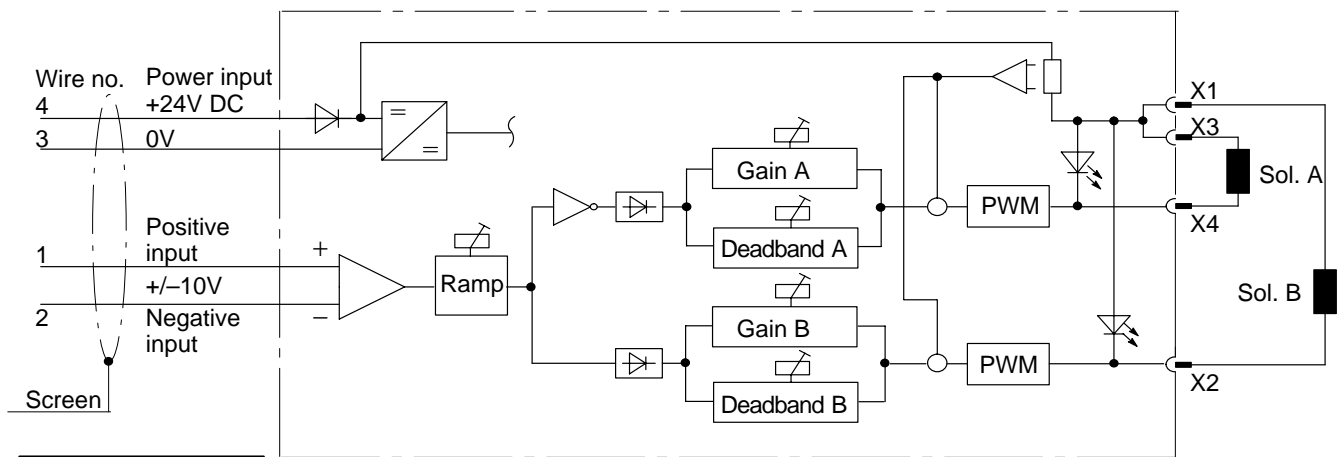 Wire no.
Power input
4
+24V DC
3
0V
Positive
input
1
+/–10V
2
Negative
input
Screen
+
–
Ramp
Gain A
Deadband A
Gain B
Deadband B
PWM
PWM
X1
X3
Sol. A
X4
Sol. B
X2